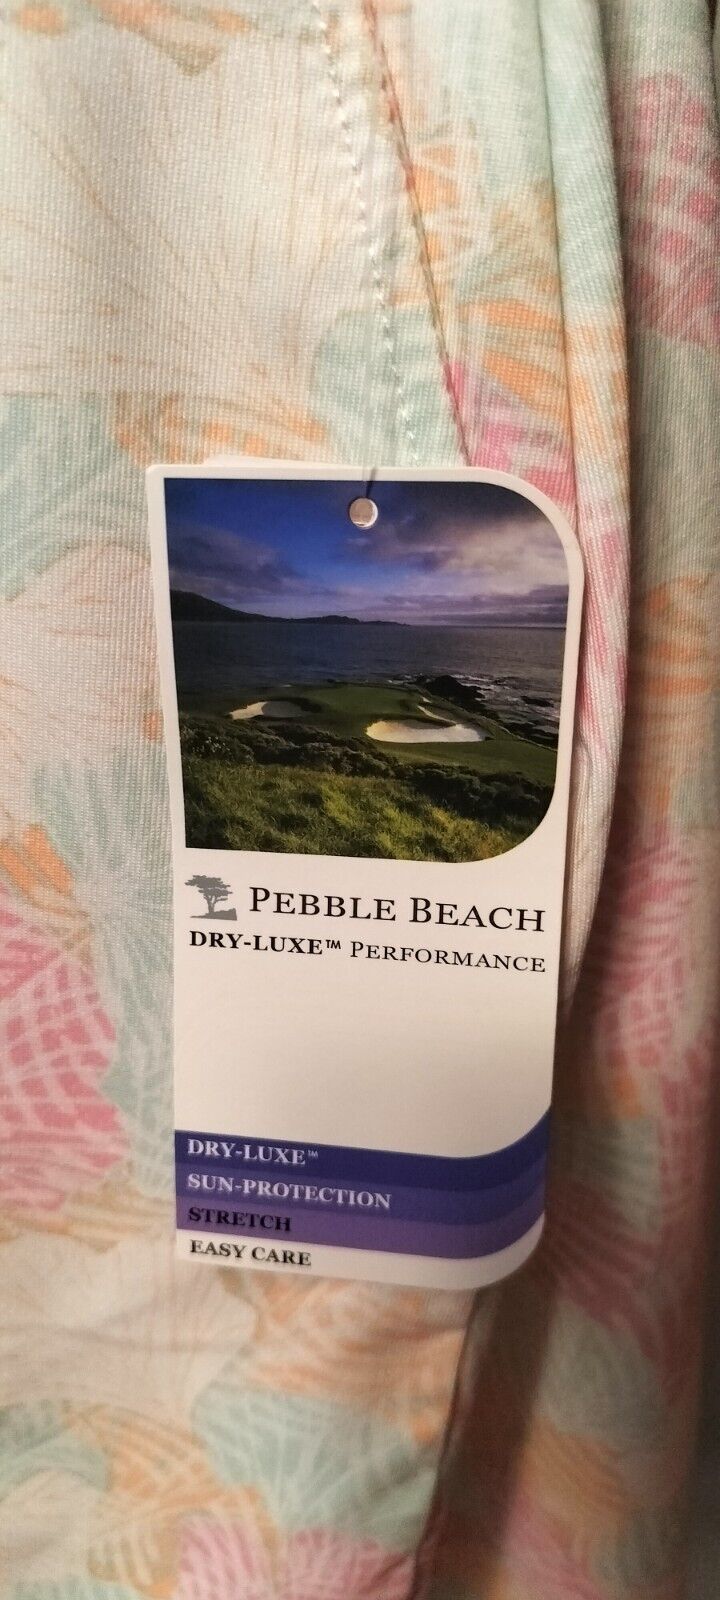 PEBBLE BEACH
DRY-LUXE™ PERFORMANCE
DRY-LUXE™
SUN-PROTECTION
STRETCH
EASY CARE